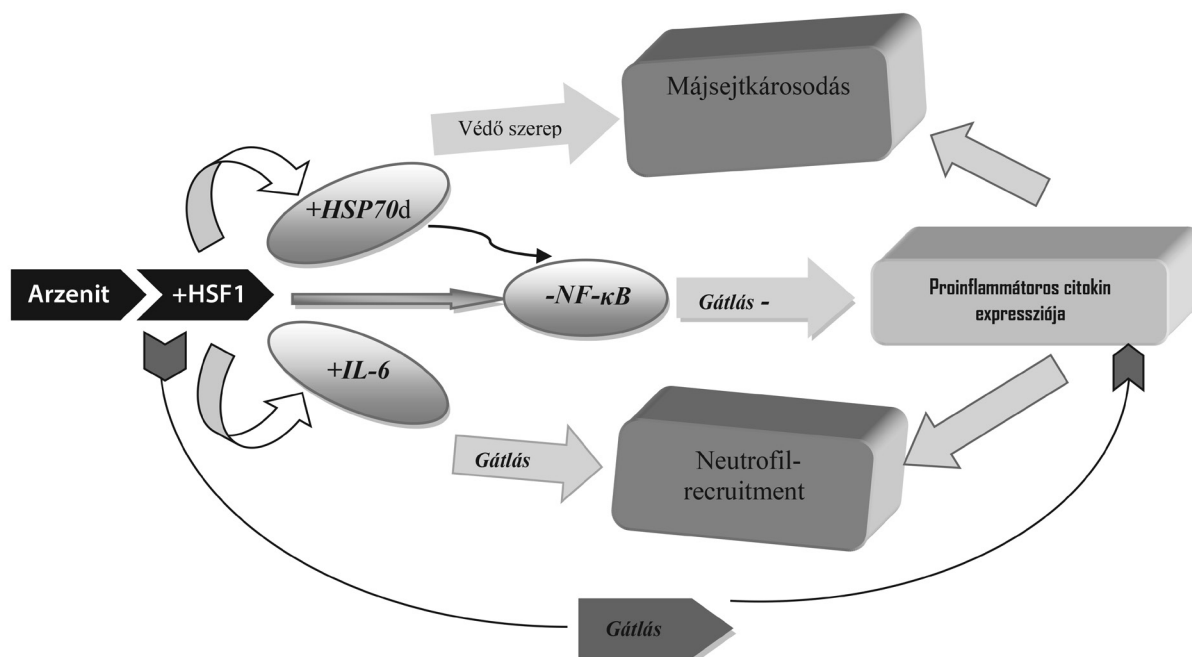 Májsejtkárosodás
Védő szerep
+HSP70d
Arzenit
+HSF1
-NF-κB
Gátlás -
Proinflammátoros citokin
expressziója
+IL-6
Gátlás
Neutrofil-
recruitment
Gátlás